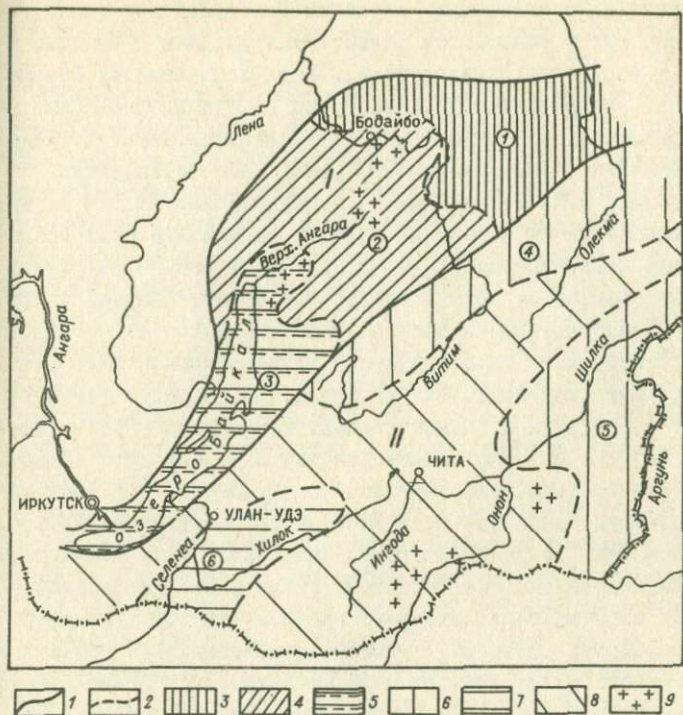 Лена
Бодайбо
1
I
Верх. Ангара
2
Олекма
4
Ангара
Витим
Шилка
3
озеро Байкал
II
5
ЧИТА
Аргунь
ИРКУТСК
УЛАН-УДЭ
Хилок
Ингода
Онон
Селенга
6
1 2 3 4 5 6 7 8 9